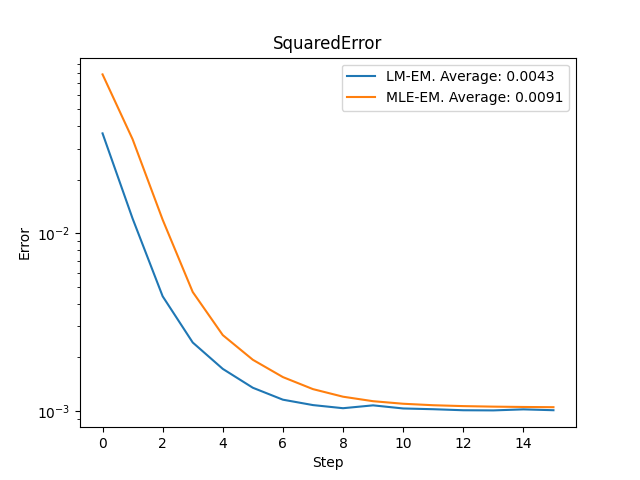 SquaredError
LM-EM. Average: 0.0043
MLE-EM. Average: 0.0091
Error
10⁻²
10⁻³
0 2 4 6 8 10 12 14
Step